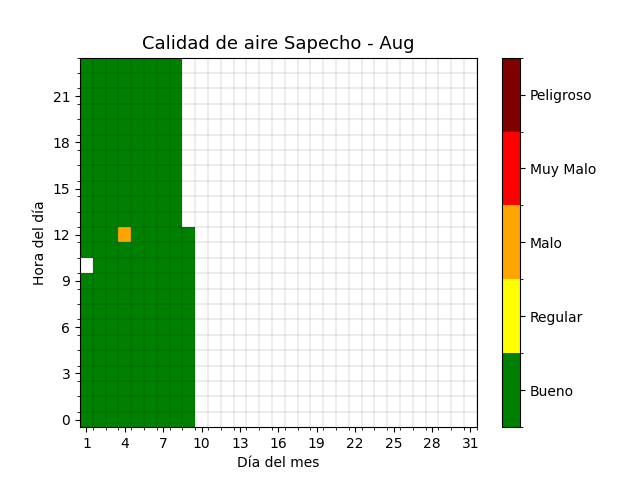 Calidad de aire Sapecho - Aug
Hora del día
21
18
15
12
9
6
3
0
1 4 7 10 13 16 19 22 25 28 31
Día del mes
Peligroso
Muy Malo
Malo
Regular
Bueno